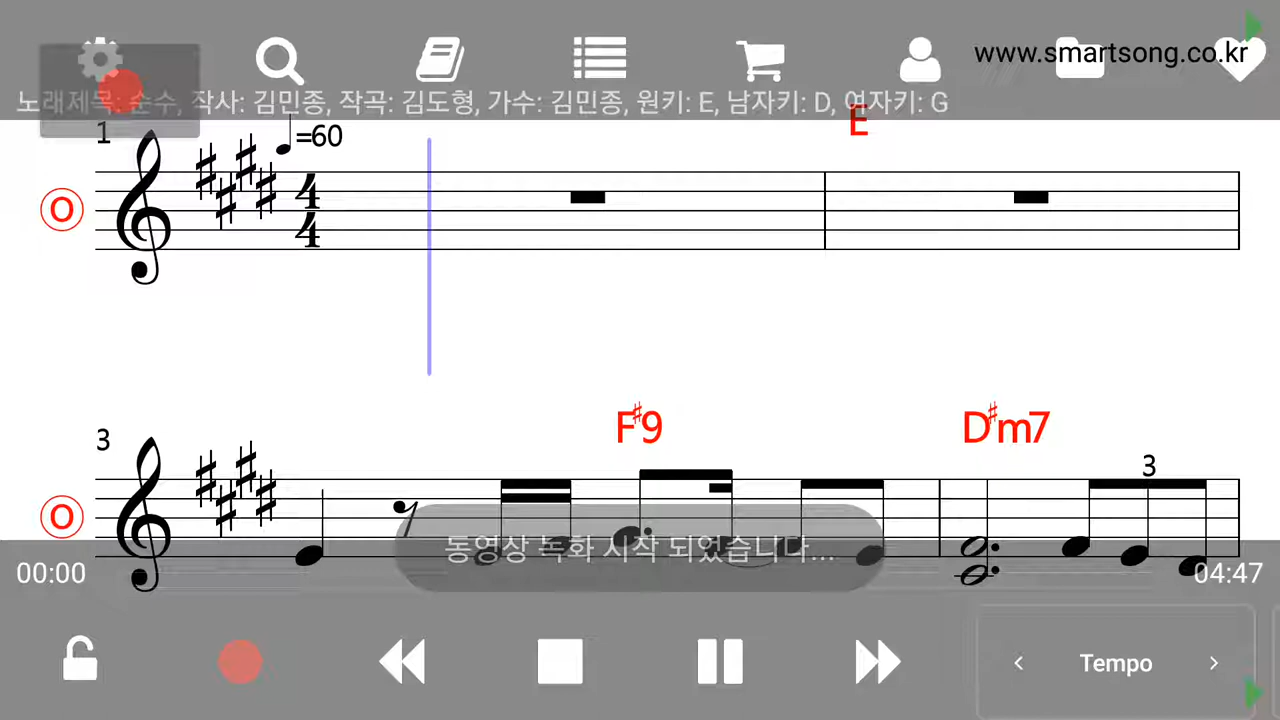 www.smartsong.co.kr
노래제목: 순수, 작사: 김민종, 작곡: 김도형, 가수: 김민종, 원키: E, 남자키: D, 여자키: G
1
=60
E
4
4
O
3
F#9
D#m7
3
O
동영상 녹화 시작 되었습니다...
00:00
04:47
< Tempo >